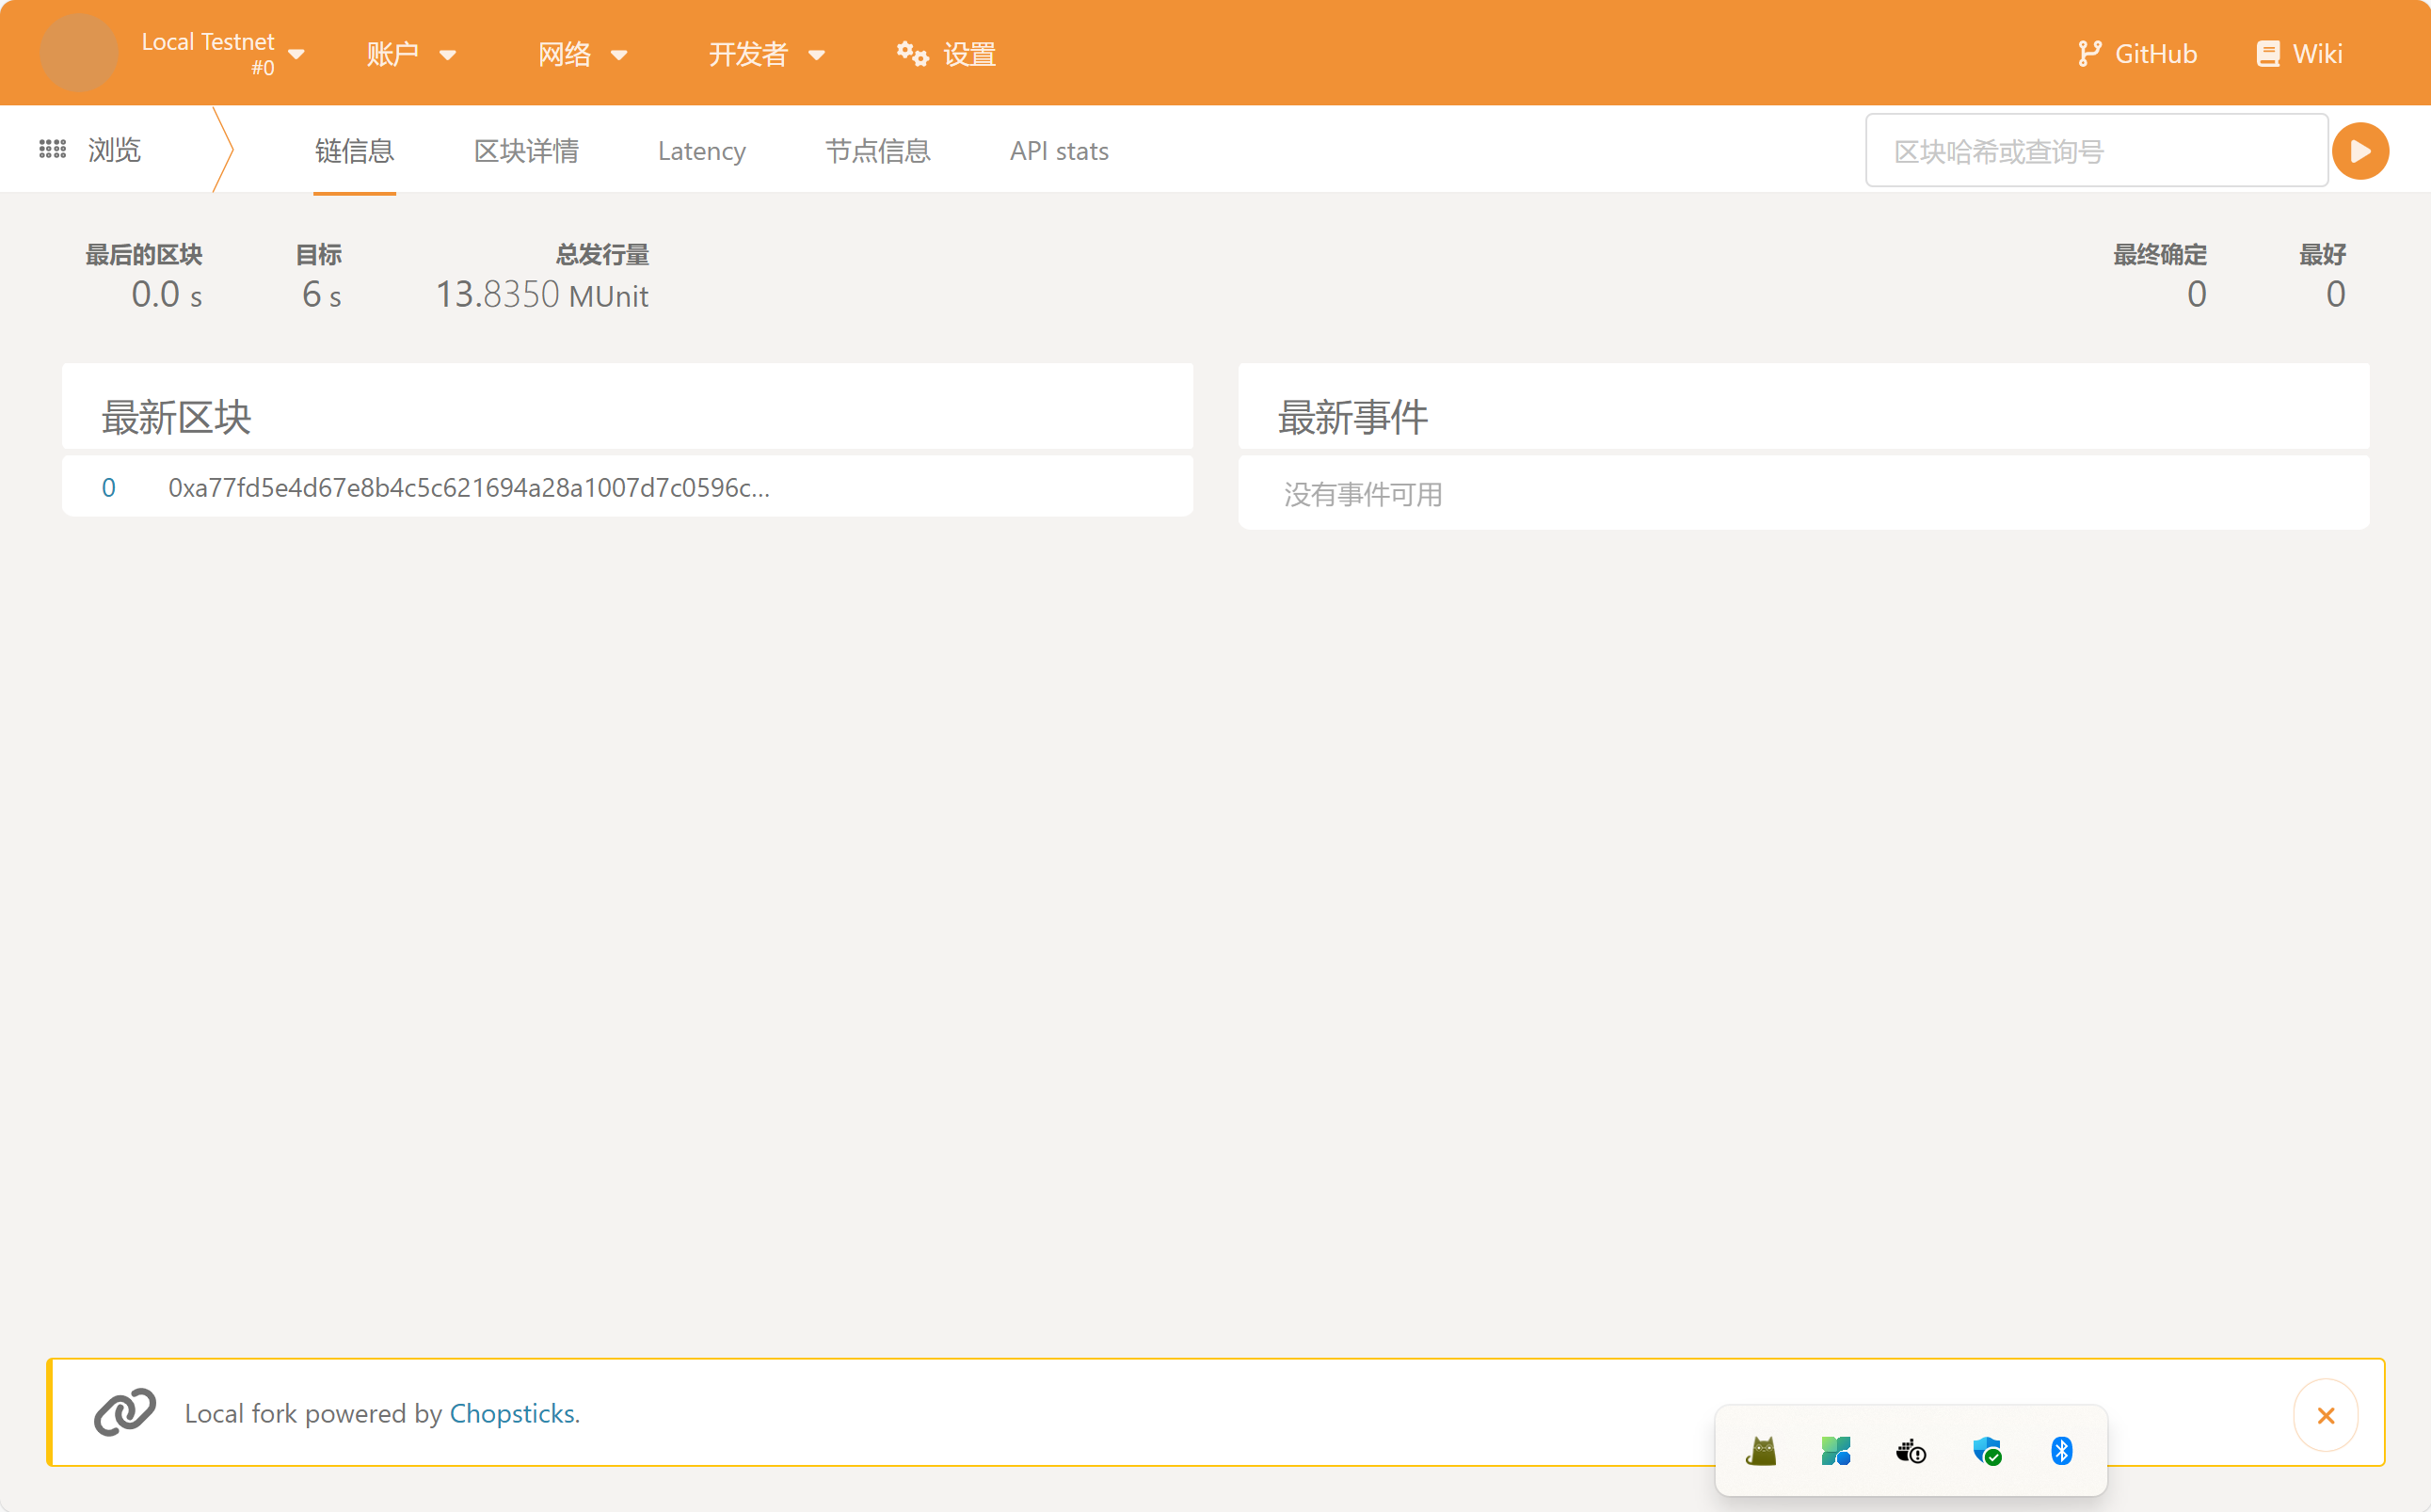 Local Testnet
#0
账户
网络
开发者
设置
GitHub
Wiki
浏览
链信息
区块详情
Latency
节点信息
API stats
区块哈希或查询号
最后的区块
0.0 s
目标
6 s
总发行量
13.8350 MUnit
最终确定
0
最好
0
最新区块
0 0xa77fd5e4d67e8b4c5c621694a28a1007d7c0596c...
最新事件
没有事件可用
Local fork powered by Chopsticks.